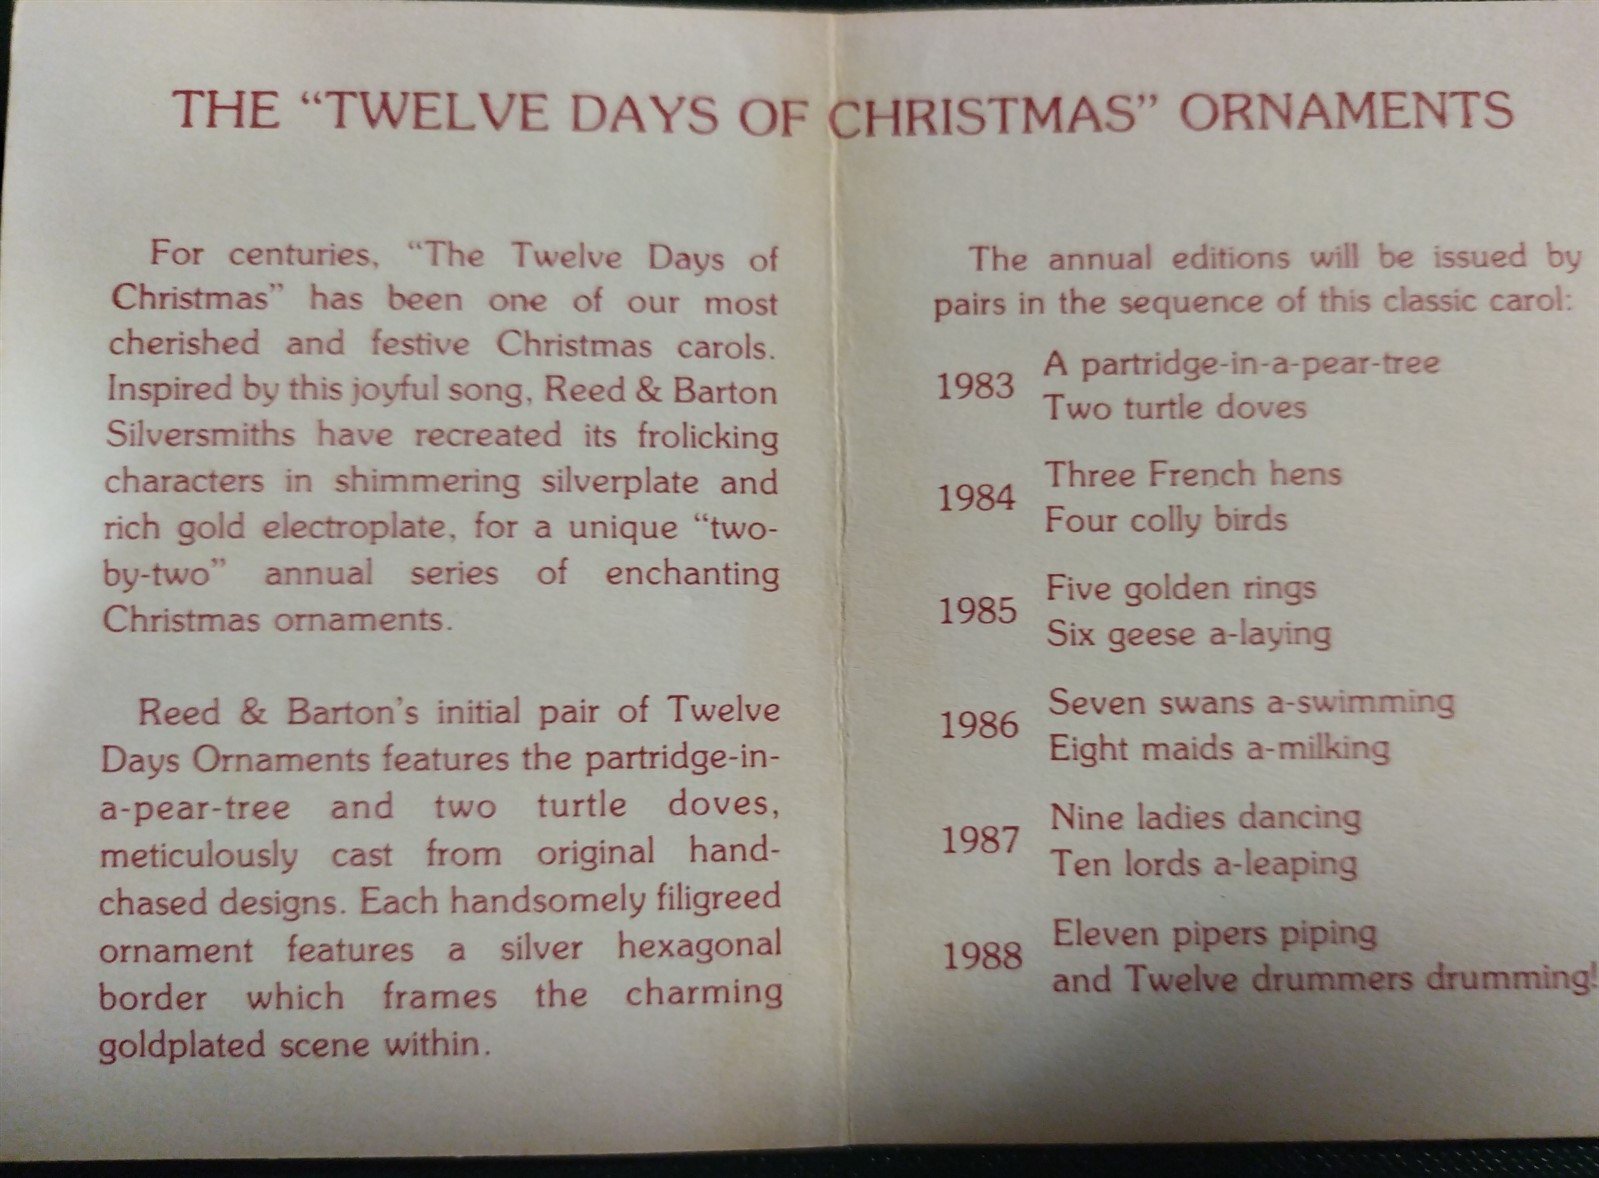 THE “TWELVE DAYS OF CHRISTMAS” ORNAMENTS
For centuries, “The Twelve Days of
Christmas” has been one of our most
cherished and festive Christmas carols.
Inspired by this joyful song, Reed & Barton
Silversmiths have recreated its frolicking
characters in shimmering silverplate and
rich gold electroplate, for a unique “two-
by-two” annual series of enchanting
Christmas ornaments.
Reed & Barton’s initial pair of Twelve
Days Ornaments features the partridge-in-
a-pear-tree and two turtle doves,
meticulously cast from original hand-
chased designs. Each handsomely filigreed
ornament features a silver hexagonal
border which frames the charming
goldplated scene within.
The annual editions will be issued by
pairs in the sequence of this classic carol:
1983
A partridge-in-a-pear-tree
Two turtle doves
1984
Three French hens
Four colly birds
1985
Five golden rings
Six geese a-laying
1986
Seven swans a-swimming
Eight maids a-milking
1987
Nine ladies dancing
Ten lords a-leaping
1988
Eleven pipers piping
and Twelve drummers drumming!